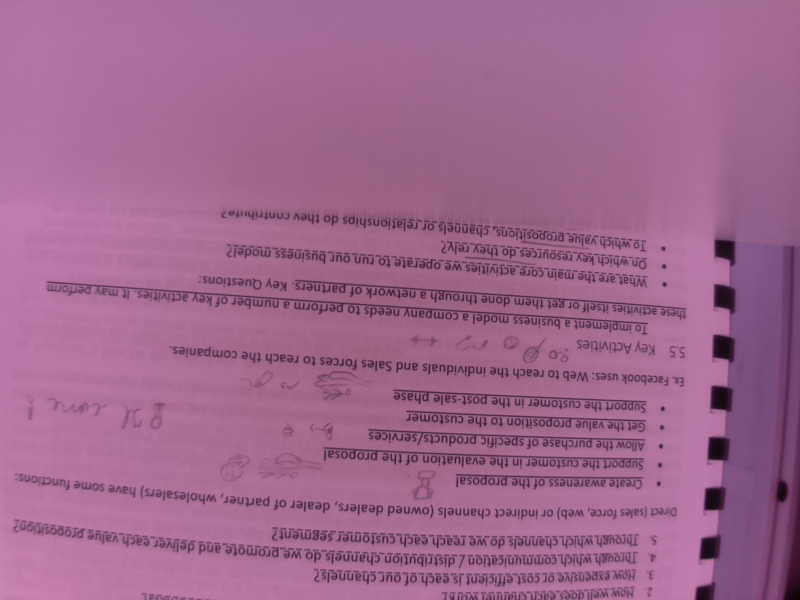 2. How well does each channel work?
3. How expensive or cost efficient is each of our channels?
4. Through which communication / distribution channels do we promote and deliver each value proposition?
5. Through which channels do we reach each customer segment?
Direct (sales force, web) or indirect channels (owned dealers, dealer of partner, wholesalers) have some functions:
• Create awareness of the proposal
• Support the customer in the evaluation of the proposal
• Allow the purchase of specific products/services
• Get the value proposition to the customer
• Support the customer in the post-sale phase
Ex. Facebook uses: Web to reach the individuals and Sales forces to reach the companies.
5.5 Key Activities
To implement a business model a company needs to perform a number of key activities. It may perform
these activities itself or get them done through a network of partners. Key Questions:
• What are the main core activities we operate to run our business model?
• On which key resources do they rely?
• To which value propositions, channels or relationships do they contribute?